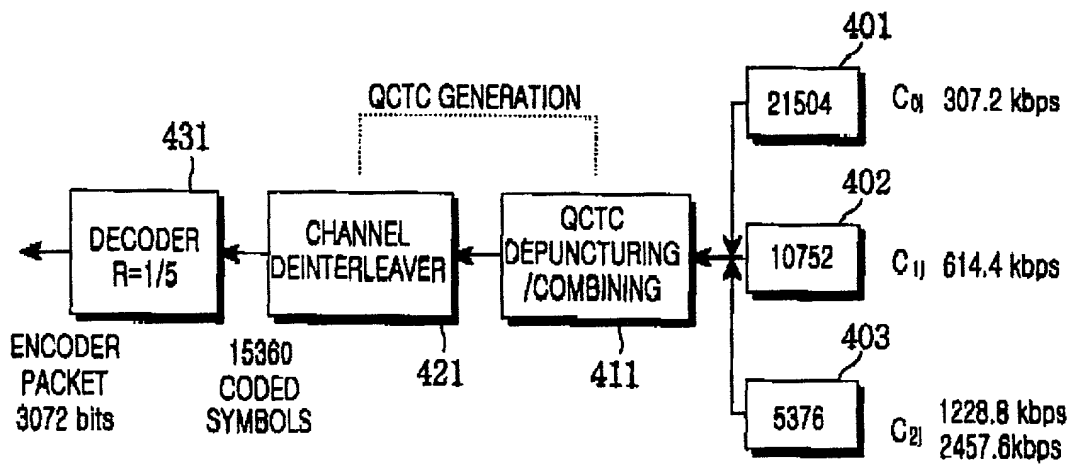 401
QCTC GENERATION
21504
C0j 307.2 kbps
431
402
DECODER
R=1/5
CHANNEL
DEINTERLEAVER
QCTC
DEPUNCTURING
/COMBINING
10752
C1j 614.4 kbps
ENCODER
PACKET
3072 bits
15360
CODED
SYMBOLS
421
411
403
5376
C2j 1228.8 kbps
2457.6kbps